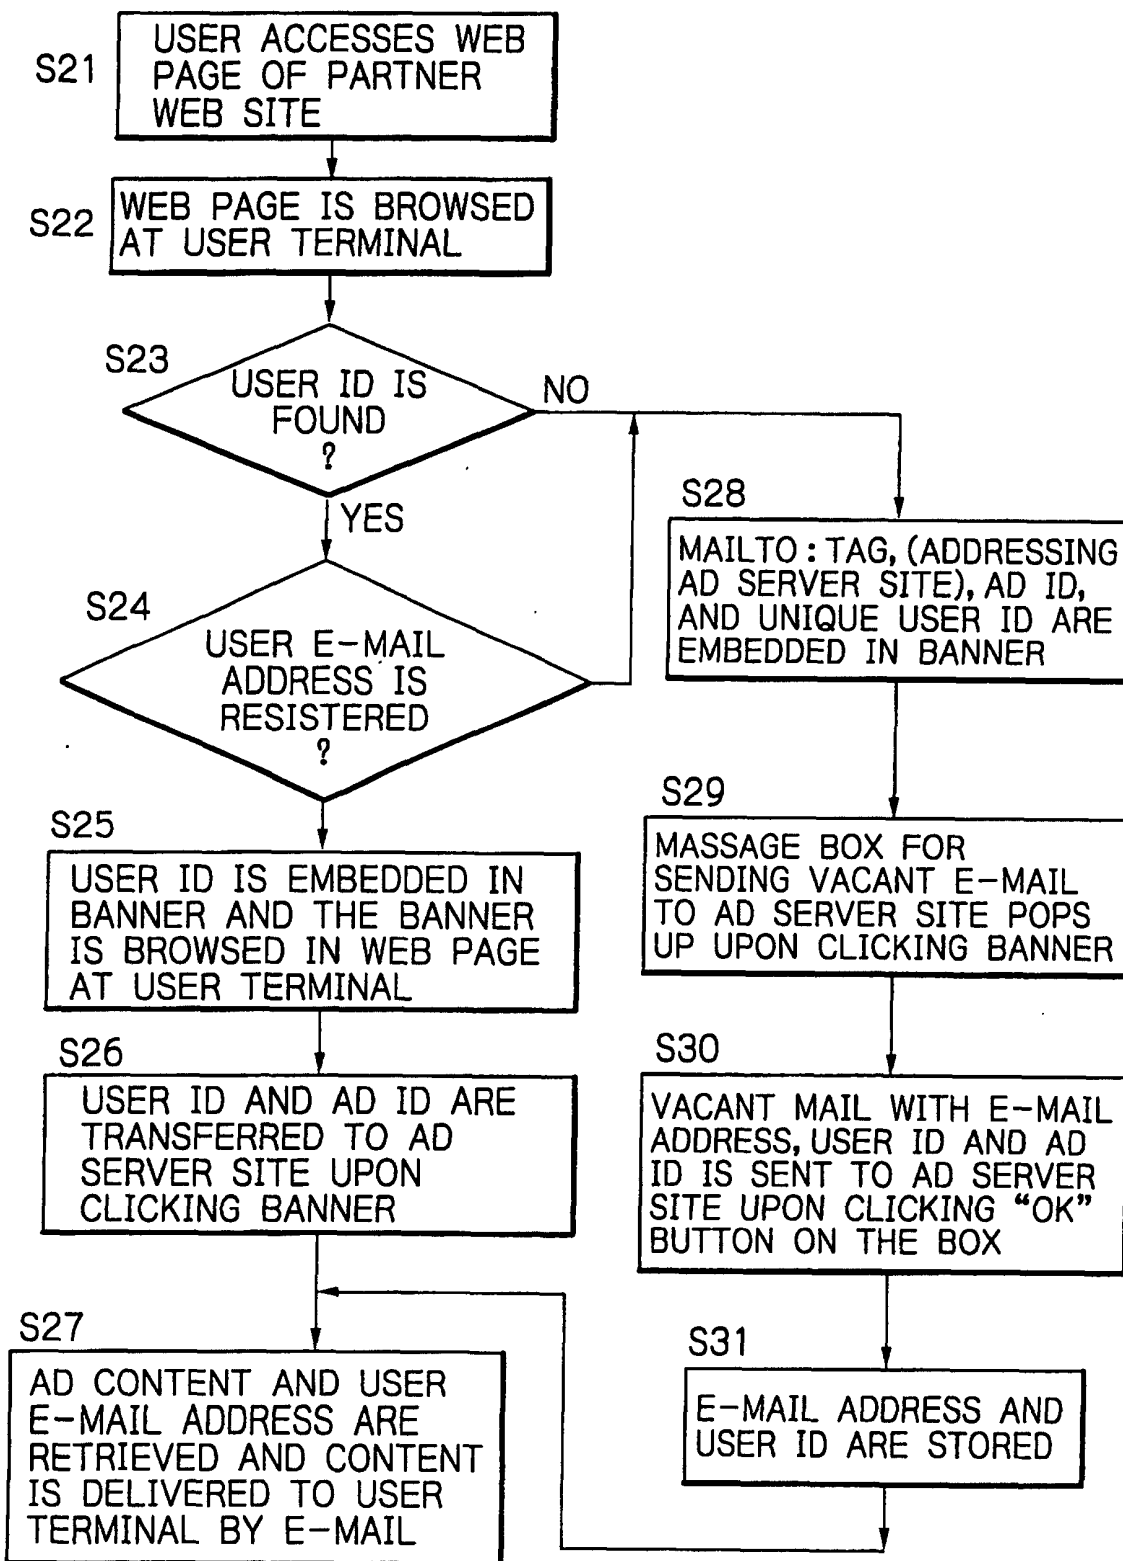 S21
USER ACCESSES WEB
PAGE OF PARTNER
WEB SITE
S22
WEB PAGE IS BROWSED
AT USER TERMINAL
S23
USER ID IS
FOUND
?
NO
YES
S24
USER E-MAIL
ADDRESS IS
RESISTERED
?
S25
USER ID IS EMBEDDED IN
BANNER AND THE BANNER
IS BROWSED IN WEB PAGE
AT USER TERMINAL
S26
USER ID AND AD ID ARE
TRANSFERRED TO AD
SERVER SITE UPON
CLICKING BANNER
S27
AD CONTENT AND USER
E-MAIL ADDRESS ARE
RETRIEVED AND CONTENT
IS DELIVERED TO USER
TERMINAL BY E-MAIL
S28
MAILTO : TAG, (ADDRESSING
AD SERVER SITE), AD ID,
AND UNIQUE USER ID ARE
EMBEDDED IN BANNER
S29
MASSAGE BOX FOR
SENDING VACANT E-MAIL
TO AD SERVER SITE POPS
UP UPON CLICKING BANNER
S30
VACANT MAIL WITH E-MAIL
ADDRESS, USER ID AND AD
ID IS SENT TO AD SERVER
SITE UPON CLICKING “OK”
BUTTON ON THE BOX
S31
E-MAIL ADDRESS AND
USER ID ARE STORED